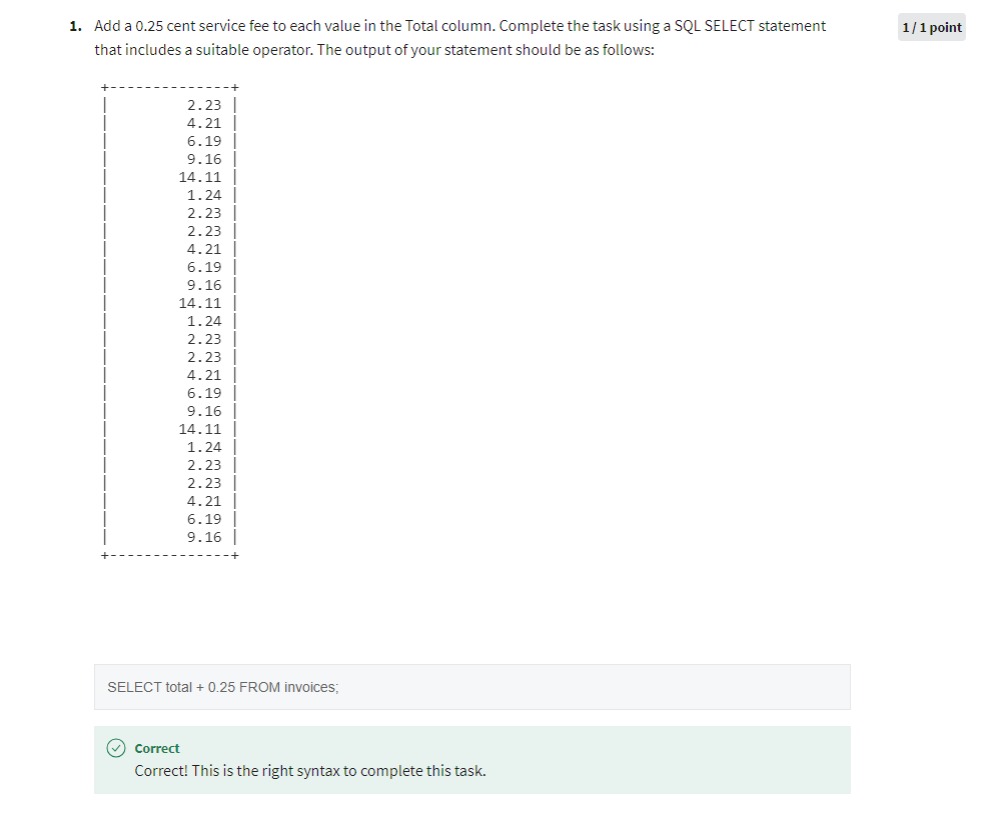 1. Add a 0.25 cent service fee to each value in the Total column. Complete the task using a SQL SELECT statement
1 / 1 point
that includes a suitable operator. The output of your statement should be as follows:
+--------------+
| 2.23 |
| 4.21 |
| 6.19 |
| 9.16 |
| 14.11 |
| 1.24 |
| 2.23 |
| 2.23 |
| 4.21 |
| 6.19 |
| 9.16 |
| 14.11 |
| 1.24 |
| 2.23 |
| 2.23 |
| 4.21 |
| 6.19 |
| 9.16 |
| 14.11 |
| 1.24 |
| 2.23 |
| 2.23 |
| 4.21 |
| 6.19 |
| 9.16 |
+--------------+
SELECT total + 0.25 FROM invoices;
Correct
Correct! This is the right syntax to complete this task.